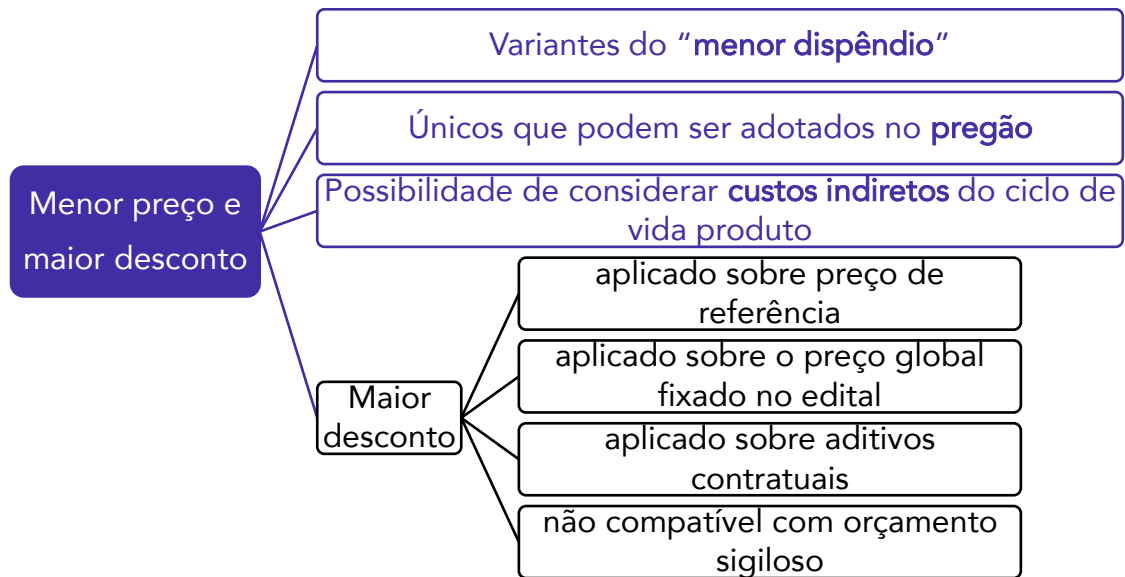 Variantes do “menor dispêndio”
Únicos que podem ser adotados no pregão
Menor preço e
maior desconto
Possibilidade de considerar custos indiretos do ciclo de
vida produto
aplicado sobre preço de
referência
aplicado sobre o preço global
fixado no edital
Maior
desconto
aplicado sobre aditivos
contratuais
não compatível com orçamento
sigiloso